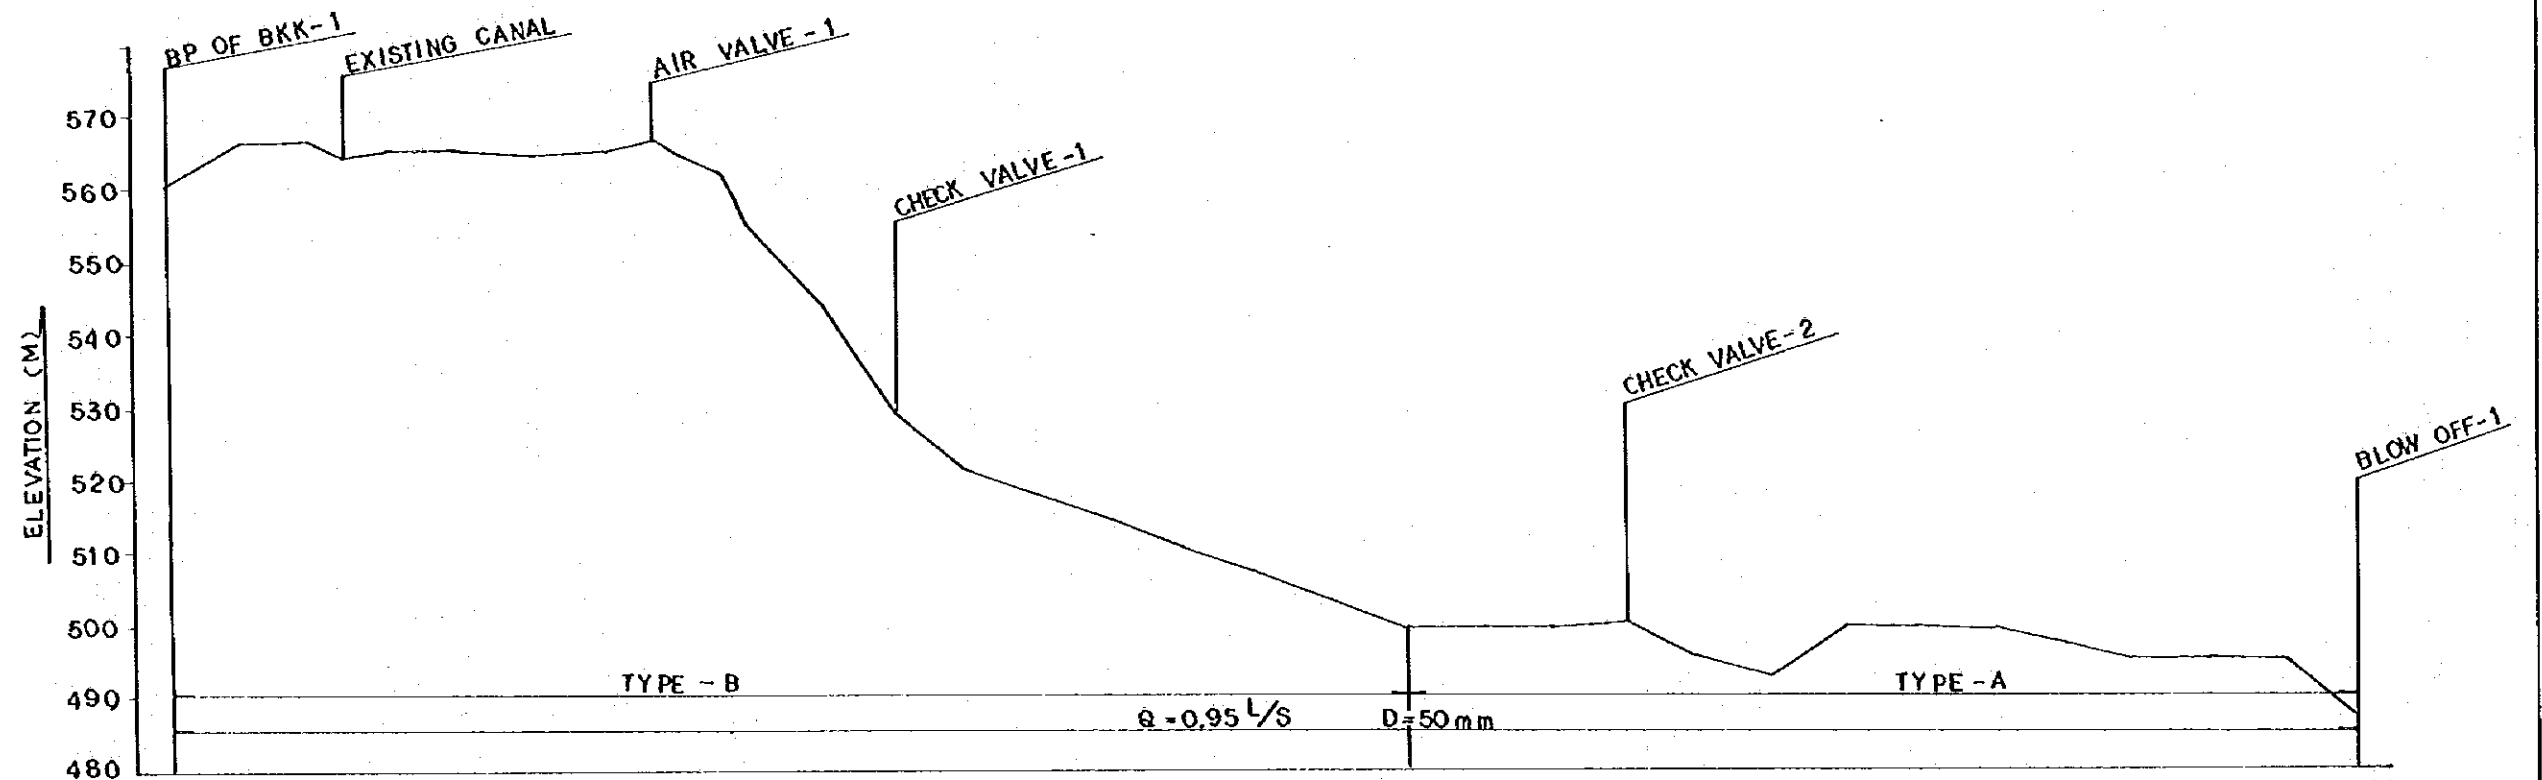 BP OF BKK-1
EXISTING CANAL
AIR VALVE-1
CHECK VALVE-1
CHECK VALVE-2
BLOW OFF-1
ELEVATION (M)
570
560
550
540
530
520
510
500
490
480
TYPE-B
TYPE-A
Q=0.95 L/S
D=50mm